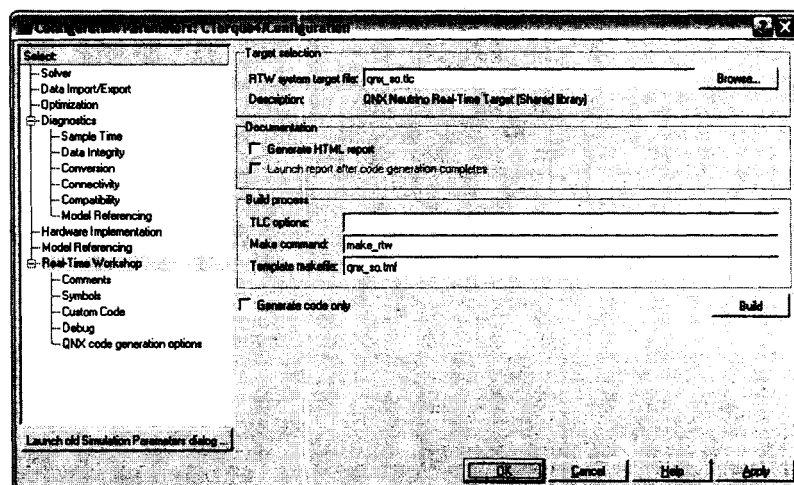 Configuration Parameters: CTorque4/Configuration
Select:
Solver
Data Import/Export
Optimization
Diagnostics
Sample Time
Data Integrity
Conversion
Connectivity
Compatibility
Model Referencing
Hardware Implementation
Model Referencing
Real-Time Workshop
Comments
Symbols
Custom Code
Debug
QNX code generation options
Launch old Simulation Parameters dialog ...
Target selection
RTW system target file: qnx_so.tlc Browse...
Description: QNX Neutrino Real-Time Target (Shared library)
Documentation
Generate HTML report
Launch report after code generation completes
Build process
TLC options:
Make command: make_rtw
Template makefile: qnx_so.tmf
Generate code only Build
OK Cancel Help Apply